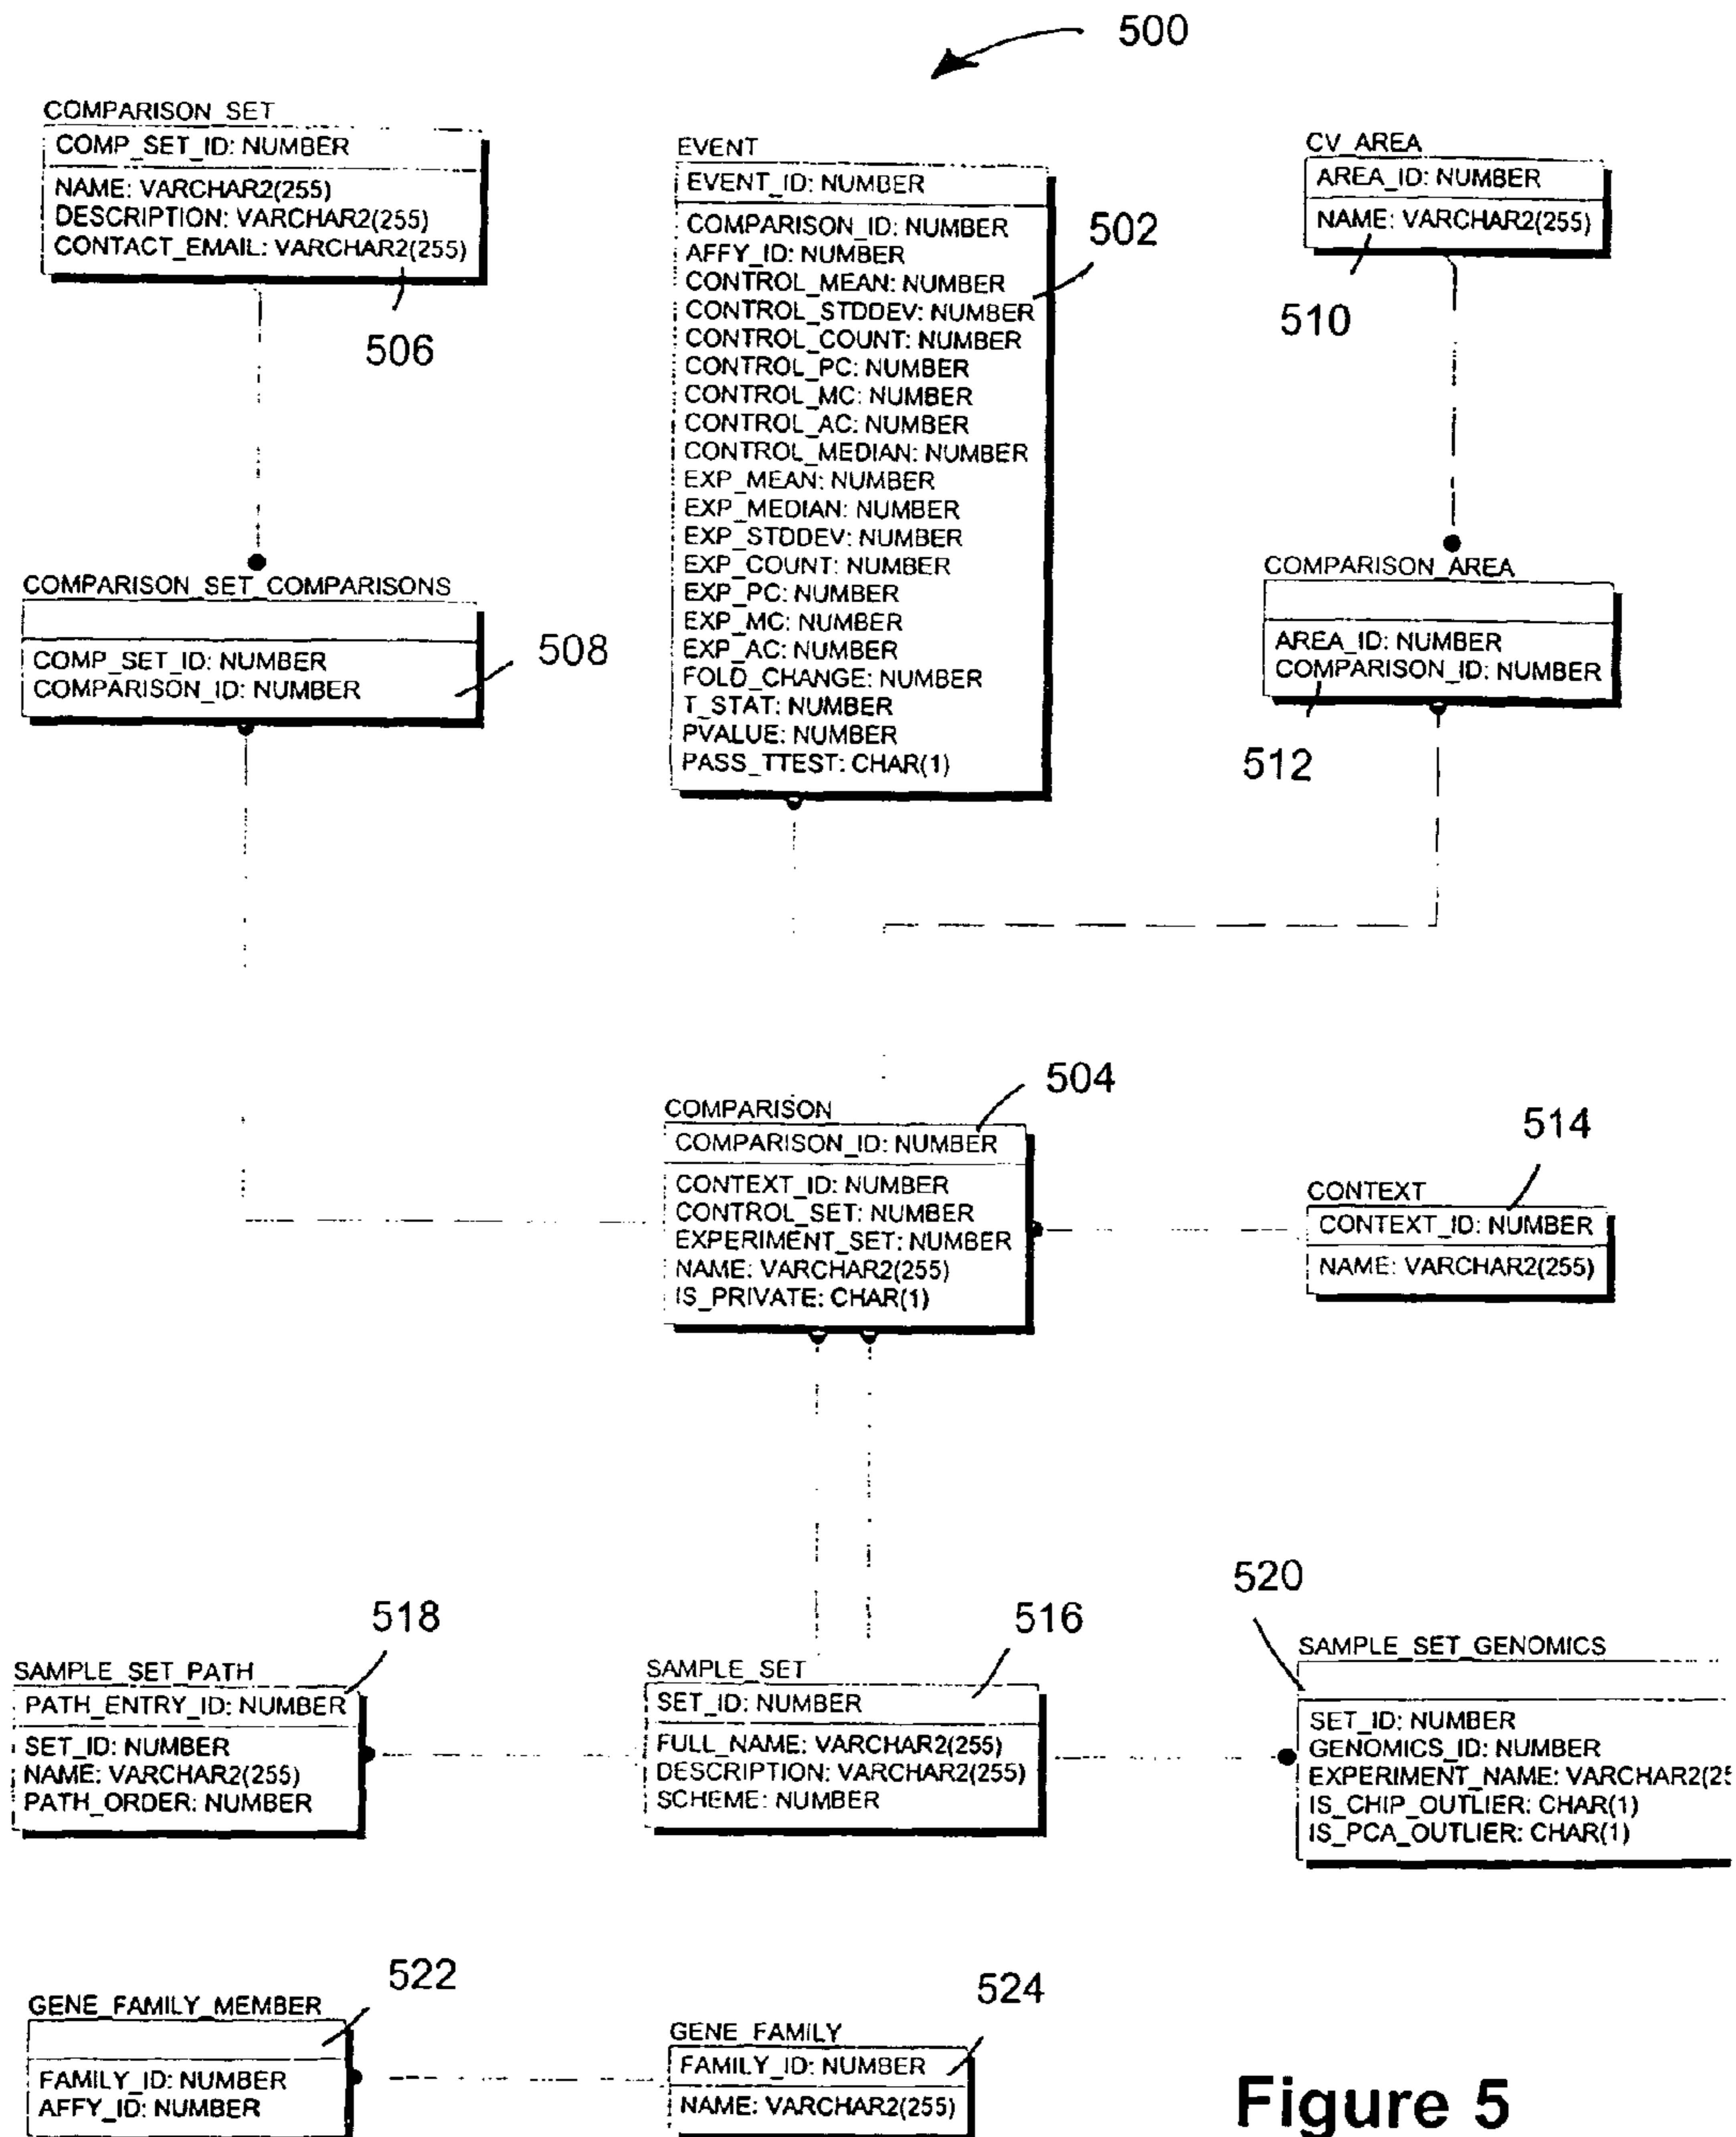 500
COMPARISON_SET
COMP_SET_ID: NUMBER
NAME: VARCHAR2(255)
DESCRIPTION: VARCHAR2(255)
CONTACT_EMAIL: VARCHAR2(255)
506
EVENT
EVENT_ID: NUMBER
COMPARISON_ID: NUMBER
AFFY_ID: NUMBER
CONTROL_MEAN: NUMBER
CONTROL_STDDEV: NUMBER
CONTROL_COUNT: NUMBER
CONTROL_PC: NUMBER
CONTROL_MC: NUMBER
CONTROL_AC: NUMBER
CONTROL_MEDIAN: NUMBER
EXP_MEAN: NUMBER
EXP_MEDIAN: NUMBER
EXP_STDDEV: NUMBER
EXP_COUNT: NUMBER
EXP_PC: NUMBER
EXP_MC: NUMBER
EXP_AC: NUMBER
FOLD_CHANGE: NUMBER
T_STAT: NUMBER
PVALUE: NUMBER
PASS_TTEST: CHAR(1)
502
CV_AREA
AREA_ID: NUMBER
NAME: VARCHAR2(255)
510
COMPARISON_SET_COMPARISONS
COMP_SET_ID: NUMBER
COMPARISON_ID: NUMBER
508
COMPARISON_AREA
AREA_ID: NUMBER
COMPARISON_ID: NUMBER
512
504
COMPARISON
COMPARISON_ID: NUMBER
CONTEXT_ID: NUMBER
CONTROL_SET: NUMBER
EXPERIMENT_SET: NUMBER
NAME: VARCHAR2(255)
IS_PRIVATE: CHAR(1)
514
CONTEXT
CONTEXT_ID: NUMBER
NAME: VARCHAR2(255)
518
SAMPLE_SET_PATH
PATH_ENTRY_ID: NUMBER
SET_ID: NUMBER
NAME: VARCHAR2(255)
PATH_ORDER: NUMBER
516
SAMPLE_SET
SET_ID: NUMBER
FULL_NAME: VARCHAR2(255)
DESCRIPTION: VARCHAR2(255)
SCHEME: NUMBER
520
SAMPLE_SET_GENOMICS
SET_ID: NUMBER
GENOMICS_ID: NUMBER
EXPERIMENT_NAME: VARCHAR2(25
IS_CHIP_OUTLIER: CHAR(1)
IS_PCA_OUTLIER: CHAR(1)
522
GENE_FAMILY_MEMBER
FAMILY_ID: NUMBER
AFFY_ID: NUMBER
524
GENE_FAMILY
FAMILY_ID: NUMBER
NAME: VARCHAR2(255)
Figure 5